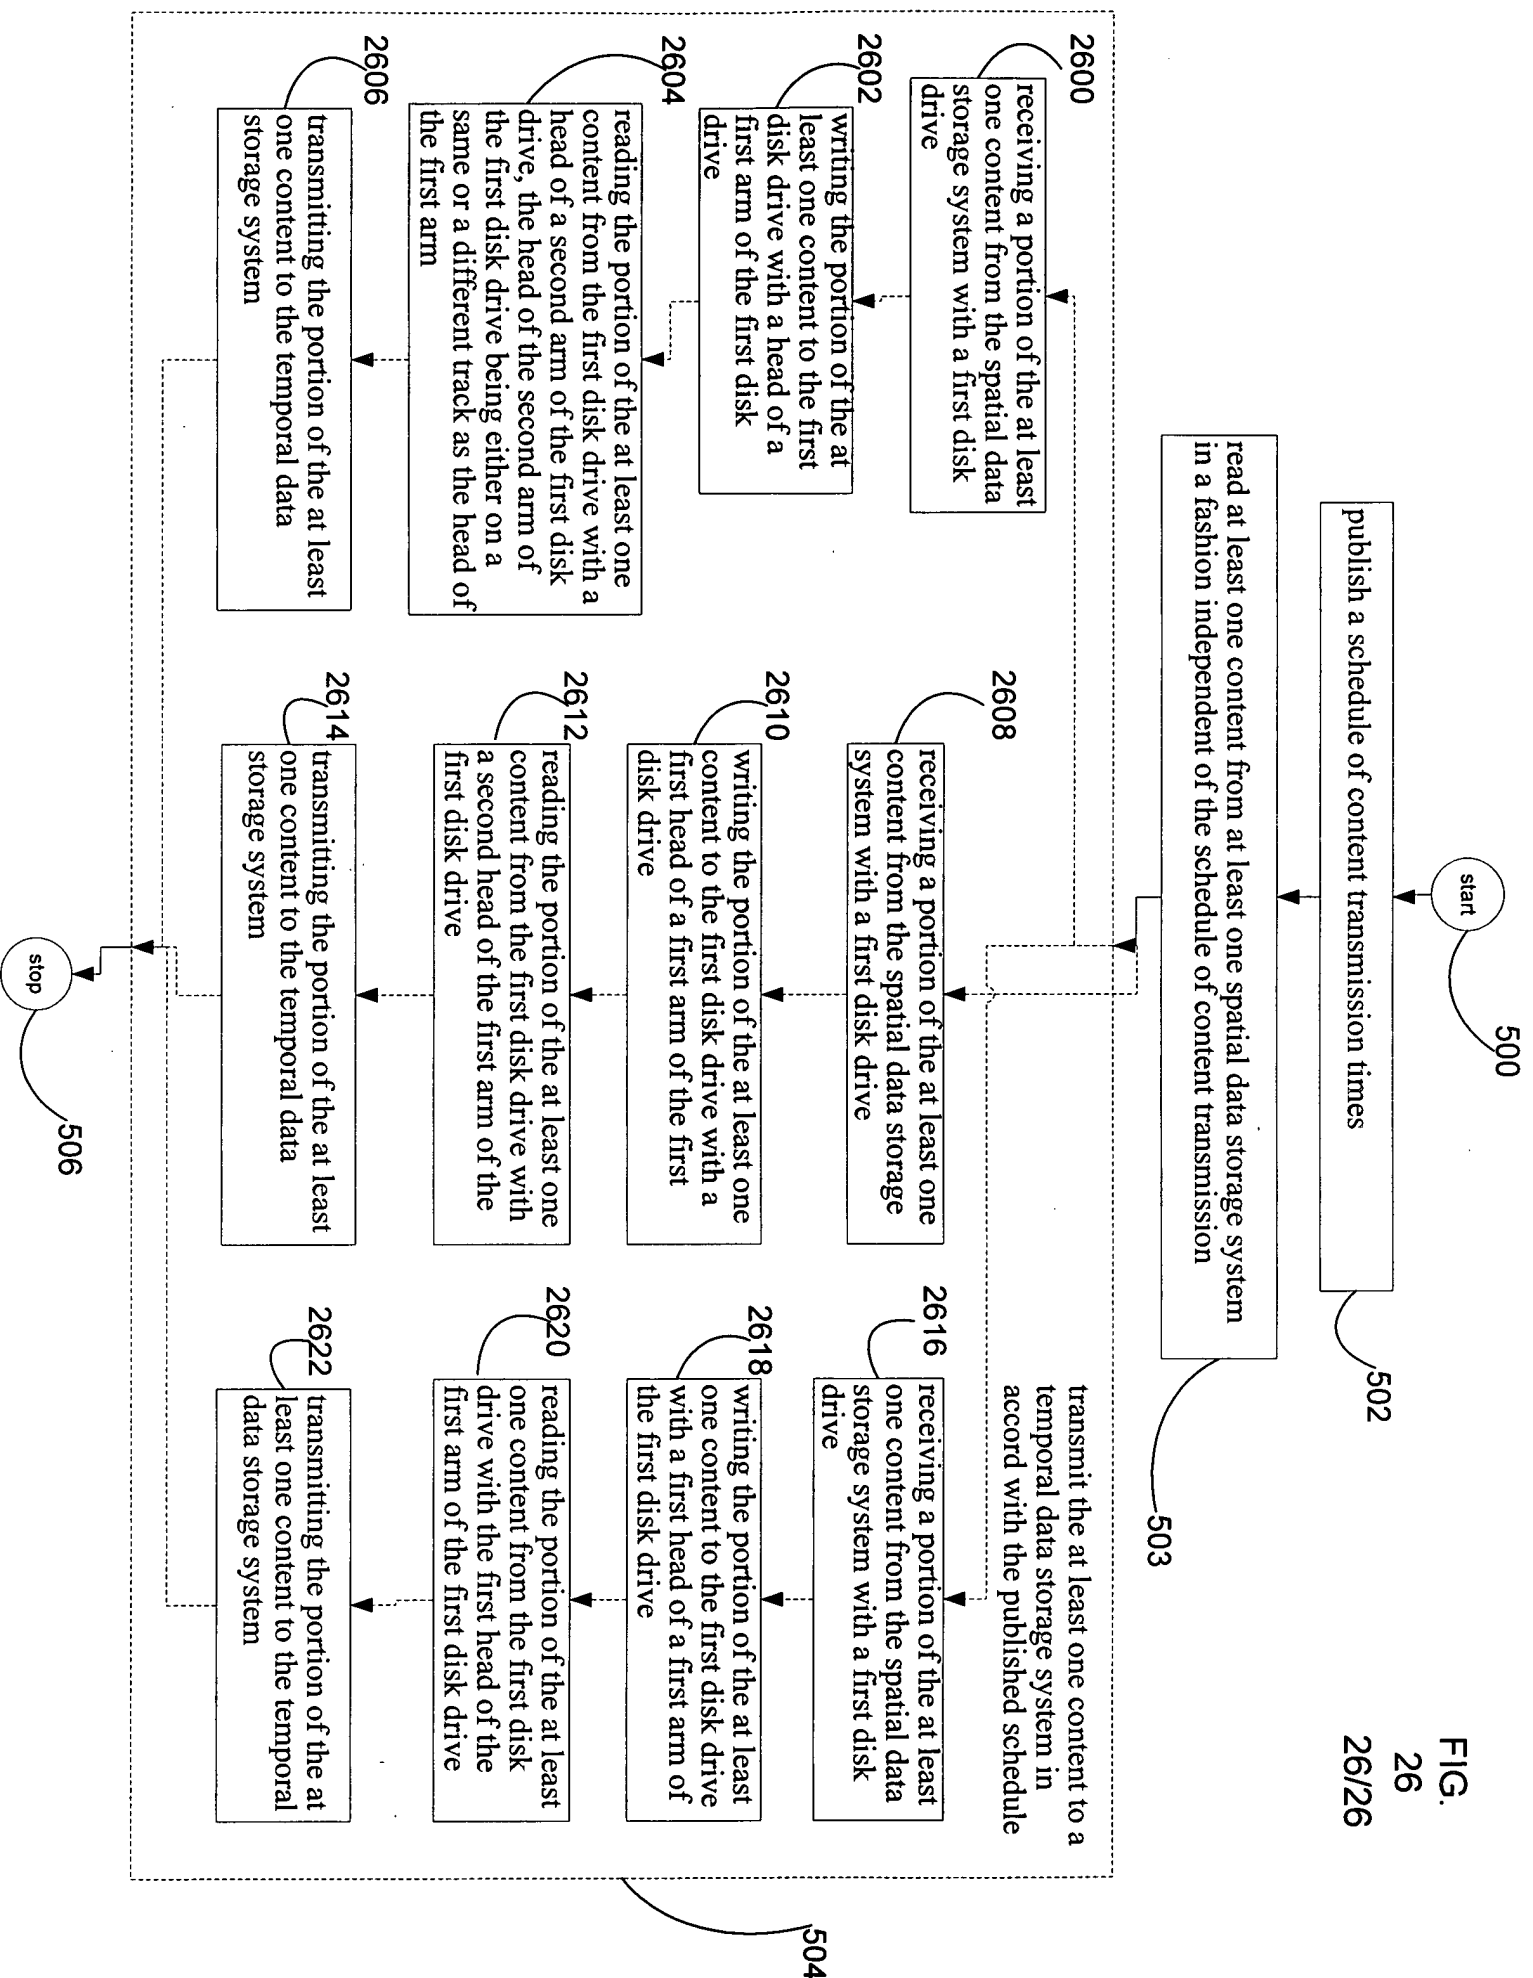 FIG.
26
26/26
start
500
publish a schedule of content transmission times
502
read at least one content from at least one spatial data storage system
in a fashion independent of the schedule of content transmission
503
transmit the at least one content to a
temporal data storage system in
accord with the published schedule
504
2600
receiving a portion of the at least
one content from the spatial data
storage system with a first disk
drive
2602
writing the portion of the at
least one content to the first
disk drive with a head of a
first arm of the first disk
drive
2604
reading the portion of the at least one
content from the first disk drive with a
head of a second arm of the first disk
drive, the head of the second arm of
the first disk drive being either on a
same or a different track as the head of
the first arm
2606
transmitting the portion of the at least
one content to the temporal data
storage system
2608
receiving a portion of the at least one
content from the spatial data storage
system with a first disk drive
2610
writing the portion of the at least one
content to the first disk drive with a
first head of a first arm of the first
disk drive
2612
reading the portion of the at least one
content from the first disk drive with
a second head of the first arm of the
first disk drive
2614
transmitting the portion of the at least
one content to the temporal data
storage system
2616
receiving a portion of the at least
one content from the spatial data
storage system with a first disk
drive
2618
writing the portion of the at least
one content to the first disk drive
with a first head of a first arm of
the first disk drive
2620
reading the portion of the at least
one content from the first disk
drive with the first head of the
first arm of the first disk drive
2622
transmitting the portion of the at
least one content to the temporal
data storage system
stop
506